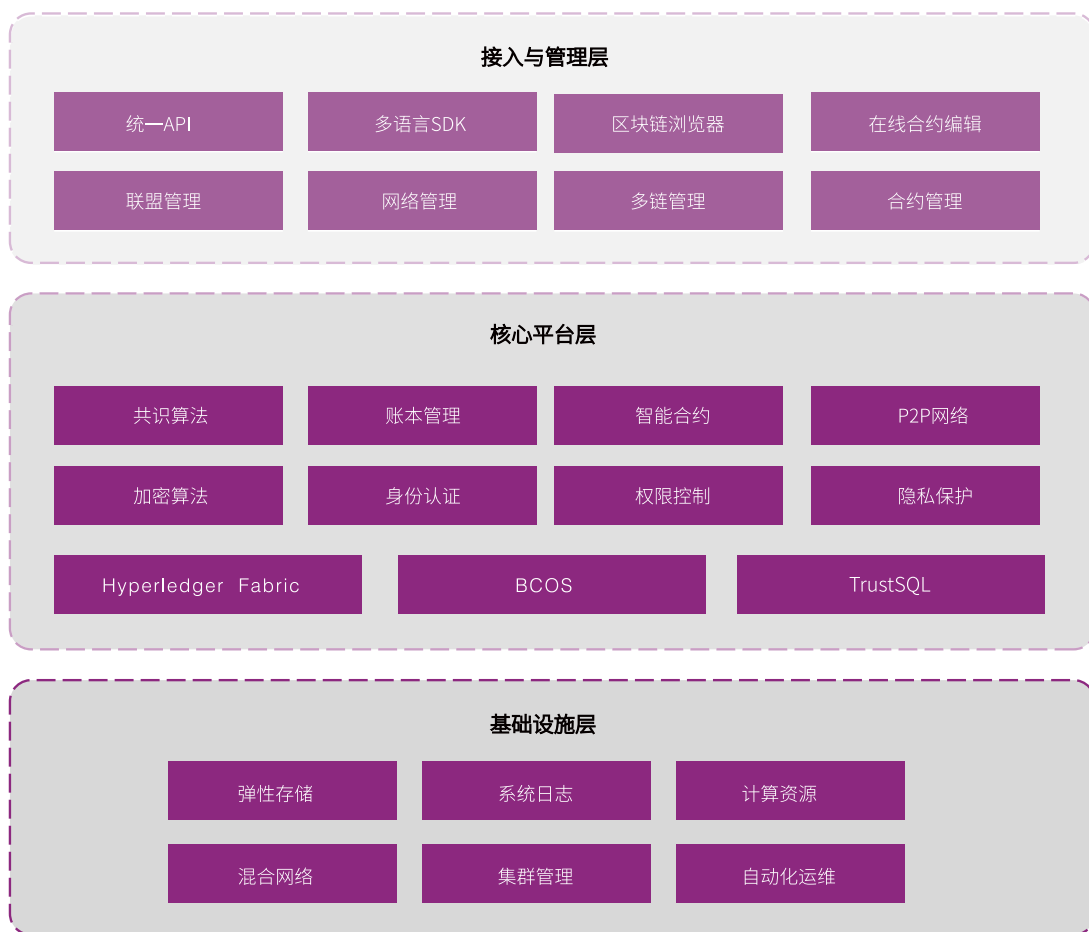 接入与管理层
统一API 多语言SDK 区块链浏览器 在线合约编辑
联盟管理 网络管理 多链管理 合约管理
核心平台层
共识算法 账本管理 智能合约 P2P网络
加密算法 身份认证 权限控制 隐私保护
Hyperledger Fabric BCOS TrustSQL
基础设施层
弹性存储 系统日志 计算资源
混合网络 集群管理 自动化运维